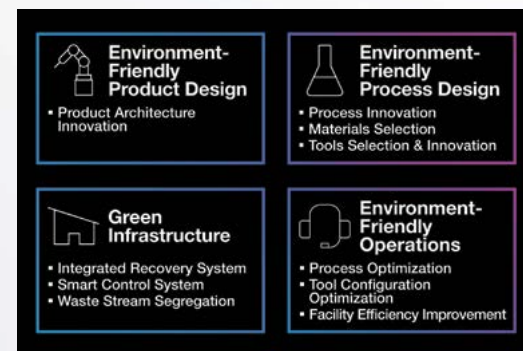 Environment-
Friendly
Product Design
▪ Product Architecture
Innovation
Environment-
Friendly
Process Design
▪ Process Innovation
▪ Materials Selection
▪ Tools Selection & Innovation
Green
Infrastructure
▪ Integrated Recovery System
▪ Smart Control System
▪ Waste Stream Segregation
Environment-
Friendly
Operations
▪ Process Optimization
▪ Tool Configuration
Optimization
▪ Facility Efficiency Improvement